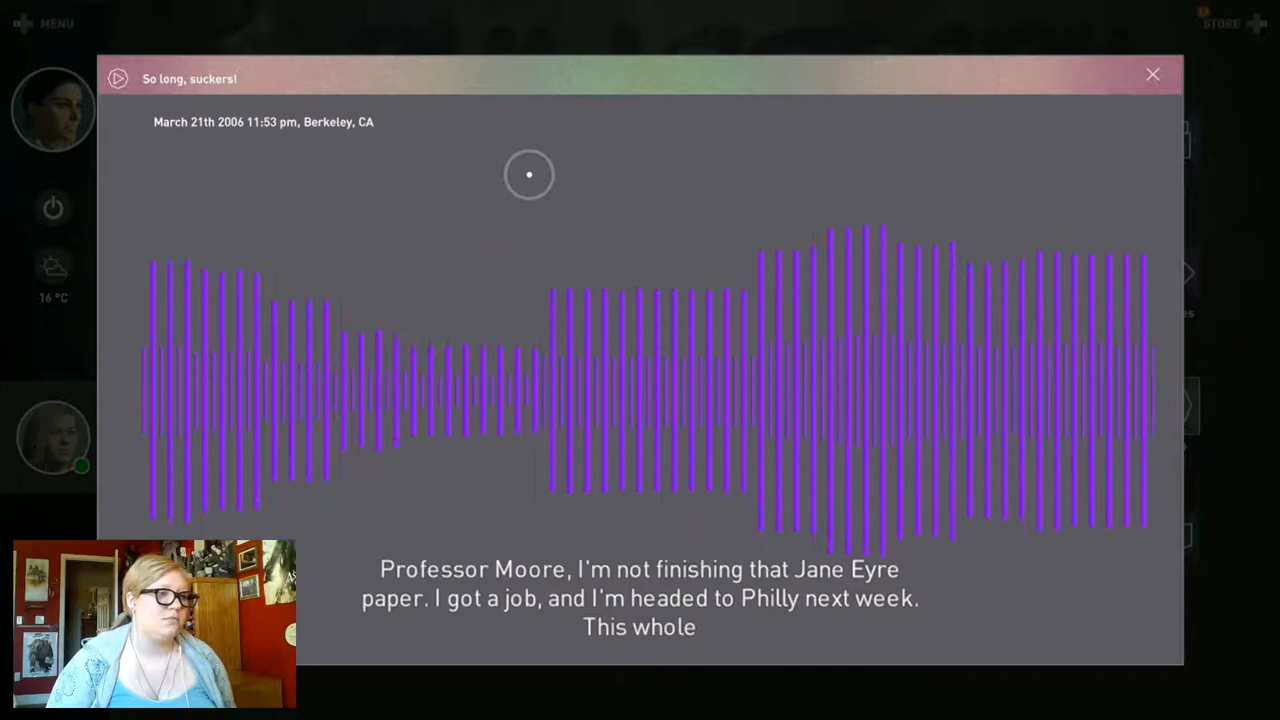 MENU
STORE
So long, suckers!
March 21th 2006 11:53 pm, Berkeley, CA
16 °C
es
Professor Moore, I'm not finishing that Jane Eyre
paper. I got a job, and I'm headed to Philly next week.
This whole